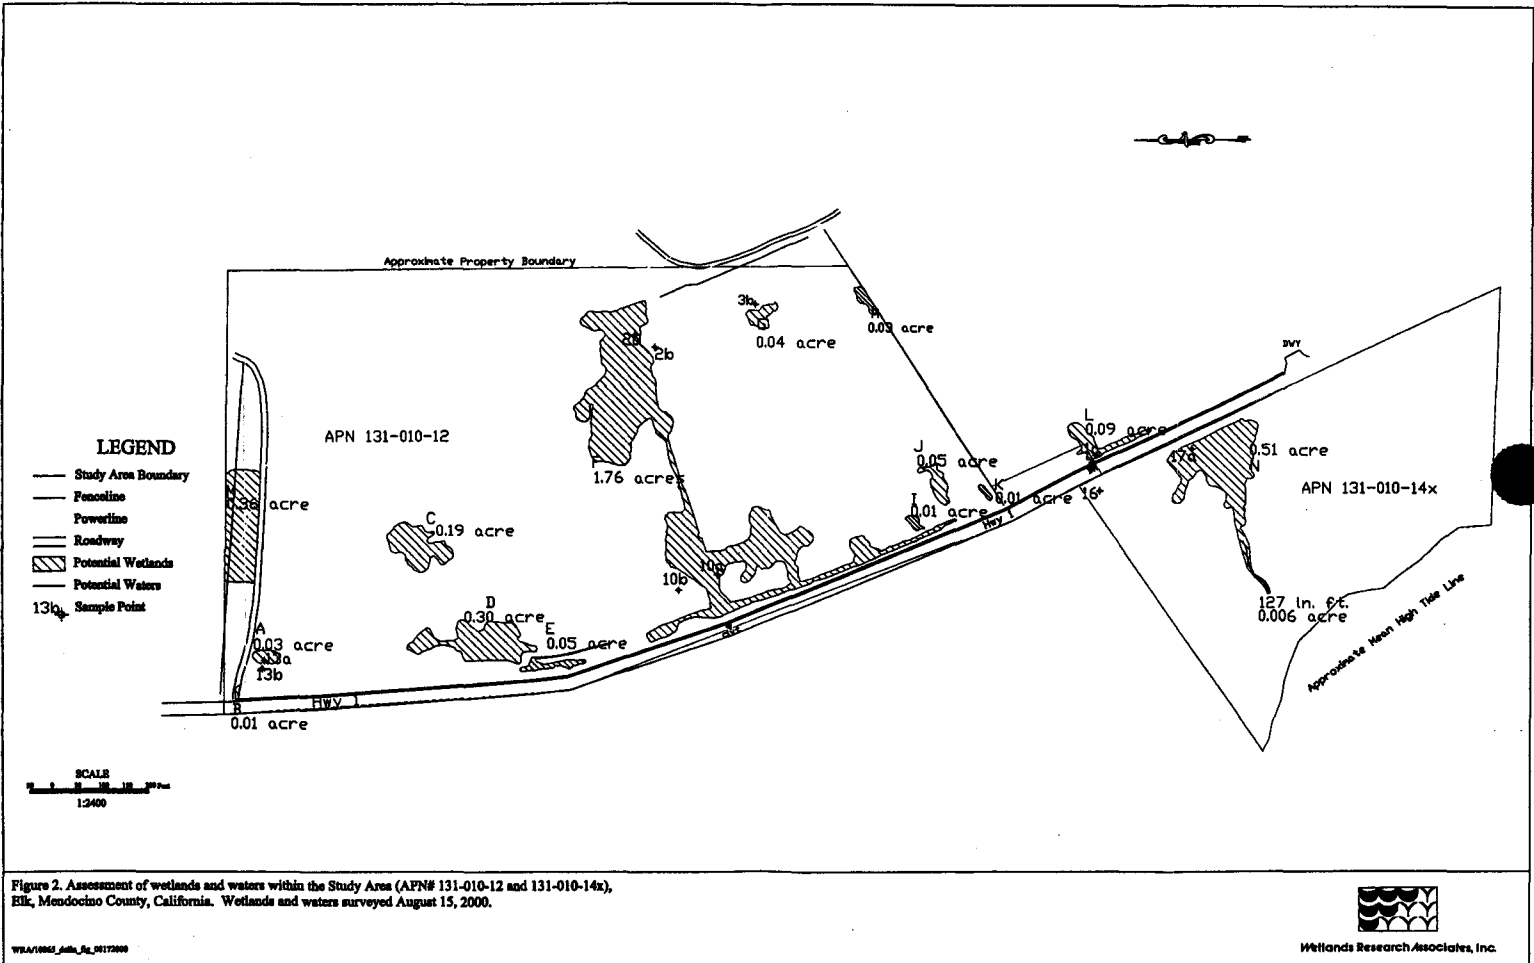 Approximate Property Boundary
3b
H
0.03 acre
0.04 acre
2b
DWY
APN 131-010-12
L
0.09 acre
17a
0.51 acre
N
J
0.05 acre
F
1.76 acres
K
0.01 acre
16
APN 131-010-14x
I
0.01 acre
Hwy 1
M
0.36 acre
C
0.19 acre
10a
10b
D
0.30 acre
E
0.05 acre
A
0.03 acre
13a
13b
127 ln. ft.
0.006 acre
Approximate Mean High Tide Line
Hwy 1
B
0.01 acre
LEGEND
Study Area Boundary
Fenceline
Powerline
Roadway
Potential Wetlands
Potential Waters
13b Sample Point
SCALE
1:2400
Figure 2. Assessment of wetlands and waters within the Study Area (APN# 131-010-12 and 131-010-14x),
Elk, Mendocino County, California. Wetlands and waters surveyed August 15, 2000.
Wetlands Research Associates, Inc.